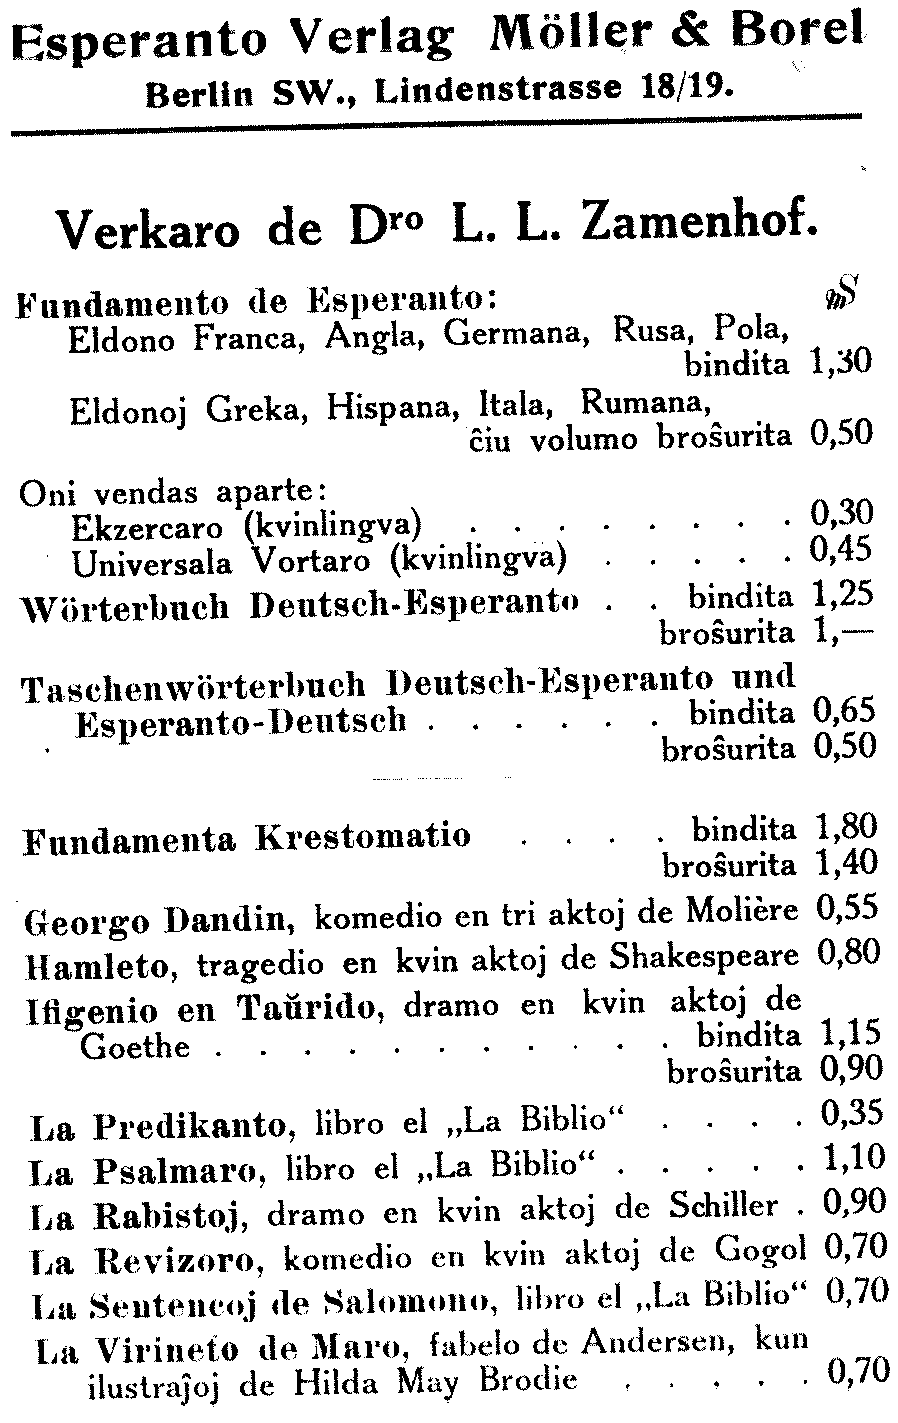 Esperanto Verlag Möller & Borel
Berlin SW., Lindenstrasse 18/19.
Verkaro de Dro L. L. Zamenhof.
Fundamento de Esperanto:
Eldono Franca, Angla, Germana, Rusa, Pola,
bindita 1,30
Eldonoj Greka, Hispana, Itala, Rumana,
ĉiu volumo broŝurita 0,50
Oni vendas aparte:
Ekzercaro (kvinlingva) . . . . . . . . 0,30
Universala Vortaro (kvinlingva) . . . . . 0,45
Wörterbuch Deutsch-Esperanto . . bindita 1,25
broŝurita 1,—
Taschenwörterbuch Deutsch-Esperanto und
Esperanto-Deutsch . . . . . . bindita 0,65
broŝurita 0,50
Fundamenta Krestomatio . . . . bindita 1,80
broŝurita 1,40
Georgo Dandin, komedio en tri aktoj de Molière 0,55
Hamleto, tragedio en kvin aktoj de Shakespeare 0,80
Ifigenio en Taŭrido, dramo en kvin aktoj de
Goethe . . . . . . . . . . . bindita 1,15
broŝurita 0,90
La Predikanto, libro el „La Biblio“ . . . . 0,35
La Psalmaro, libro el „La Biblio“ . . . . . 1,10
La Rabistoj, dramo en kvin aktoj de Schiller . 0,90
La Revizoro, komedio en kvin aktoj de Gogol 0,70
La Sentencoj de Salomono, libro el „La Biblio“ 0,70
La Virineto de Maro, fabelo de Andersen, kun
ilustraĵoj de Hilda May Brodie . . . . . 0,70